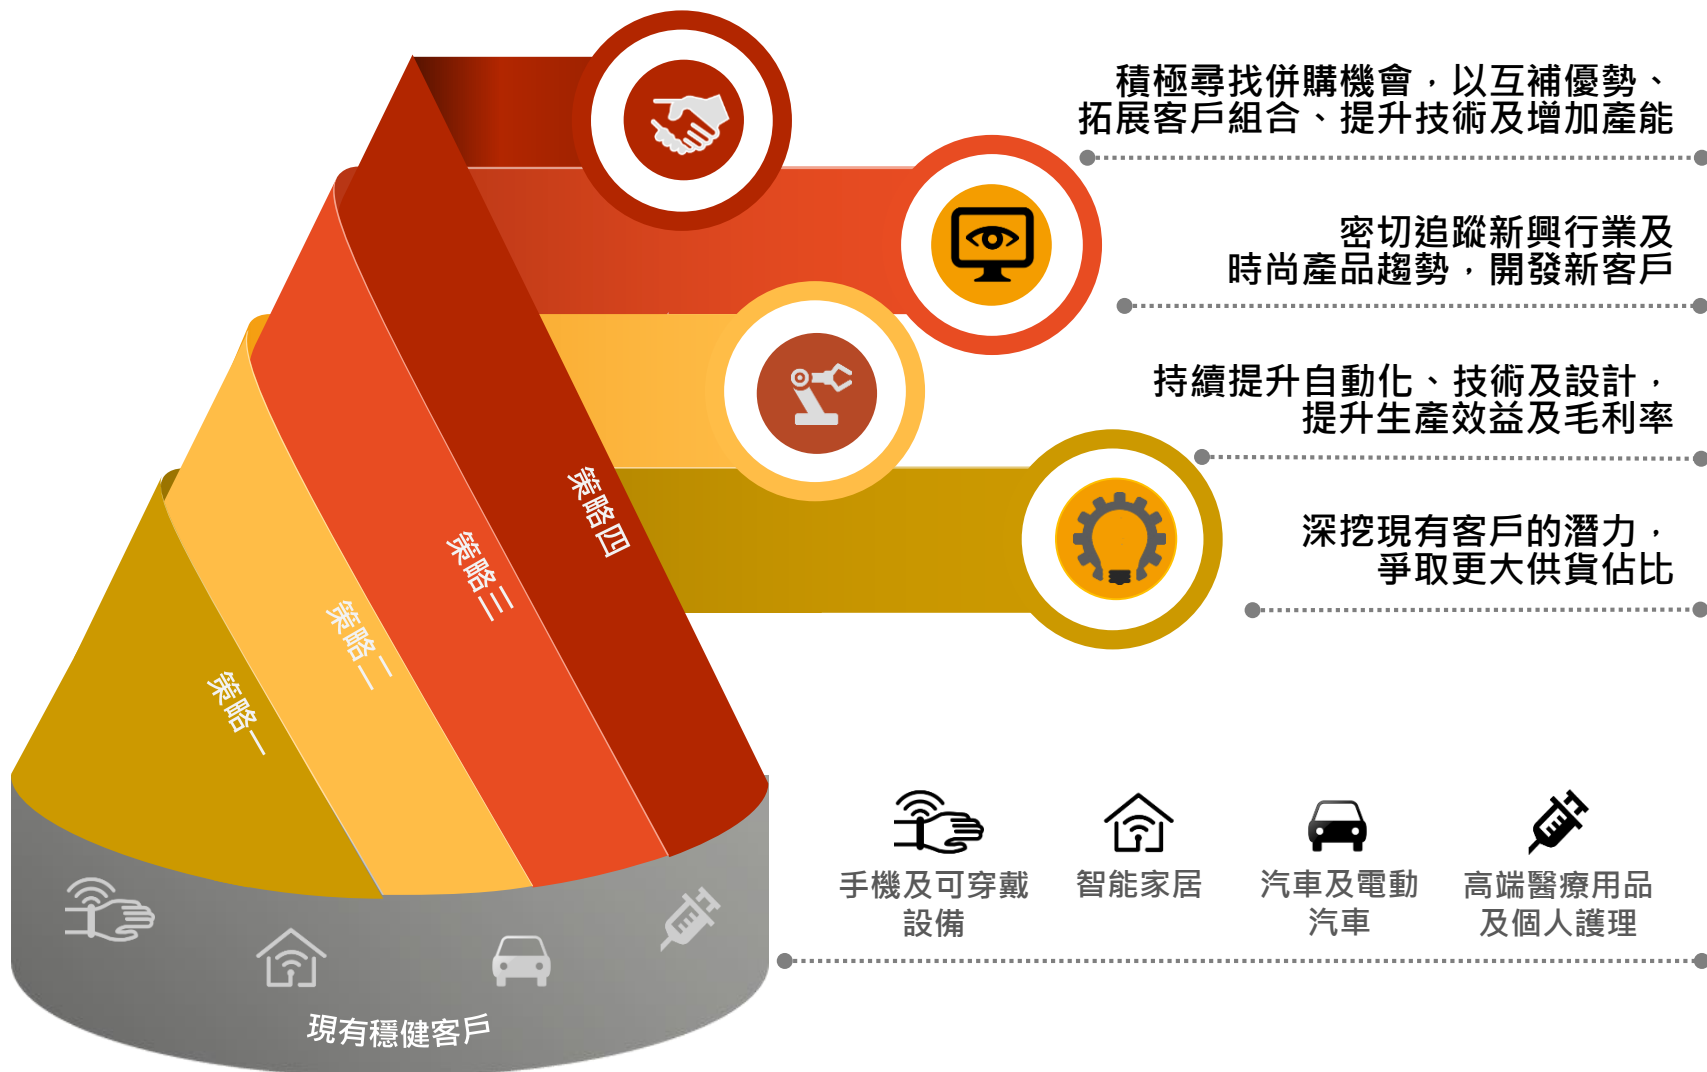 積極尋找併購機會，以互補優勢、
拓展客戶組合、提升技術及增加產能
密切追蹤新興行業及
時尚產品趨勢，開發新客戶
持續提升自動化、技術及設計，
提升生產效益及毛利率
深挖現有客戶的潛力，
爭取更大供貨佔比
策略四
策略三
策略二
策略一
手機及可穿戴
設備
智能家居
汽車及電動
汽車
高端醫療用品
及個人護理
現有穩健客戶